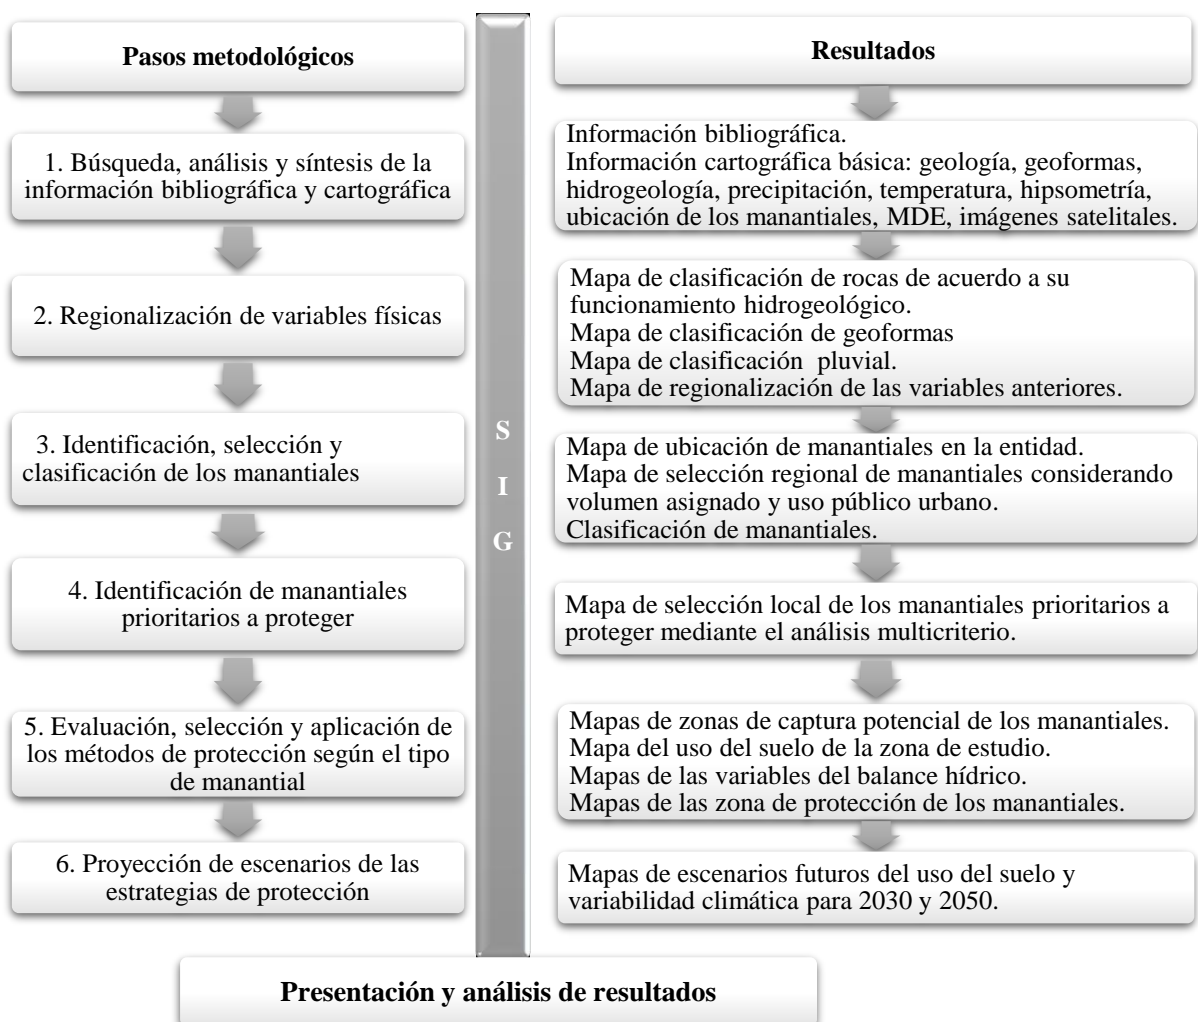 Pasos metodológicos
1. Búsqueda, análisis y síntesis de la
información bibliográfica y cartográfica
2. Regionalización de variables físicas
3. Identificación, selección y
clasificación de los manantiales
4. Identificación de manantiales
prioritarios a proteger
5. Evaluación, selección y aplicación de
los métodos de protección según el tipo
de manantial
6. Proyección de escenarios de las
estrategias de protección
S
I
G
Resultados
Información bibliográfica.
Información cartográfica básica: geología, geoformas,
hidrogeología, precipitación, temperatura, hipsometría,
ubicación de los manantiales, MDE, imágenes satelitales.
Mapa de clasificación de rocas de acuerdo a su
funcionamiento hidrogeológico.
Mapa de clasificación de geoformas
Mapa de clasificación pluvial.
Mapa de regionalización de las variables anteriores.
Mapa de ubicación de manantiales en la entidad.
Mapa de selección regional de manantiales considerando
volumen asignado y uso público urbano.
Clasificación de manantiales.
Mapa de selección local de los manantiales prioritarios a
proteger mediante el análisis multicriterio.
Mapas de zonas de captura potencial de los manantiales.
Mapa del uso del suelo de la zona de estudio.
Mapas de las variables del balance hídrico.
Mapas de las zona de protección de los manantiales.
Mapas de escenarios futuros del uso del suelo y
variabilidad climática para 2030 y 2050.
Presentación y análisis de resultados